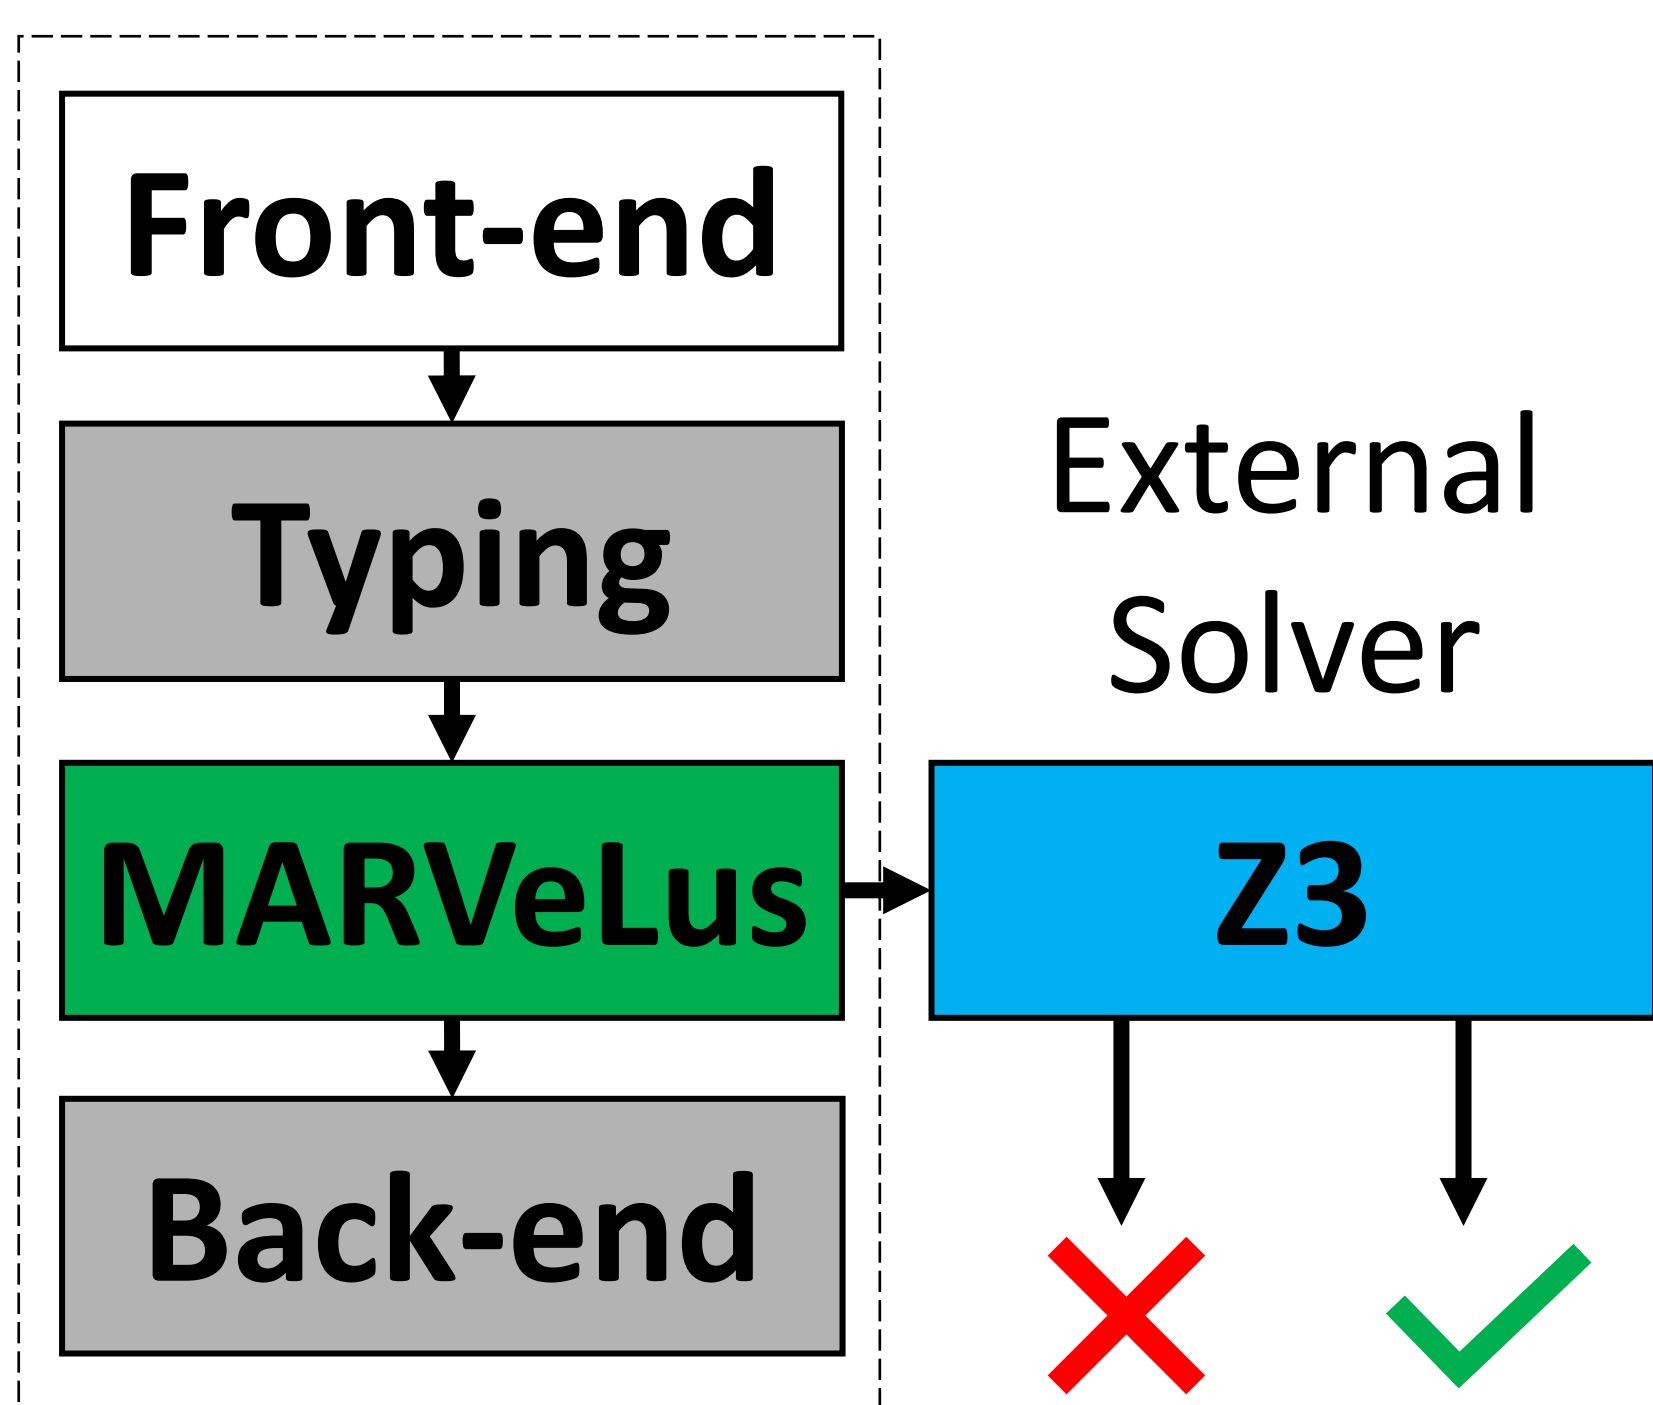 Front-end
Typing
MARVeLus
Back-end
External
Solver
Z3